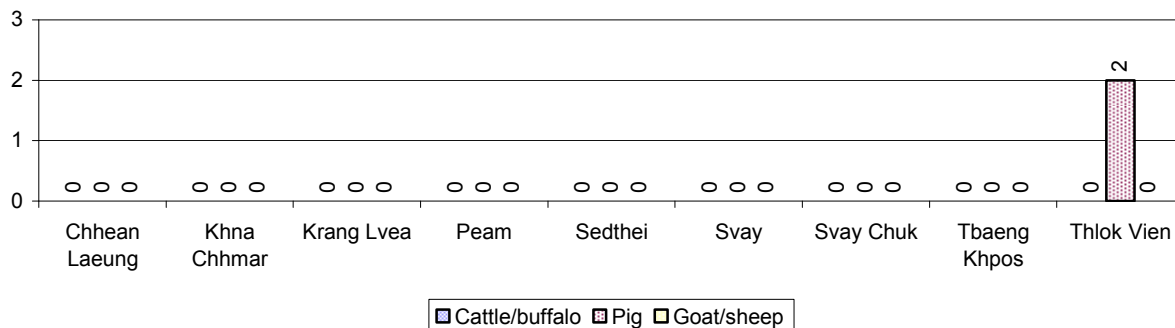 3
2
1
0
0 0 0 0 0 0 0 0 0 0 0 0 0 0 0 0 0 0 0 0 0 0 0 0 0 2 0
Chhean Laeung
Khna Chhmar
Krang Lvea
Peam
Sedthei
Svay
Svay Chuk
Tbaeng Khpos
Thlok Vien
Cattle/buffalo Pig Goat/sheep